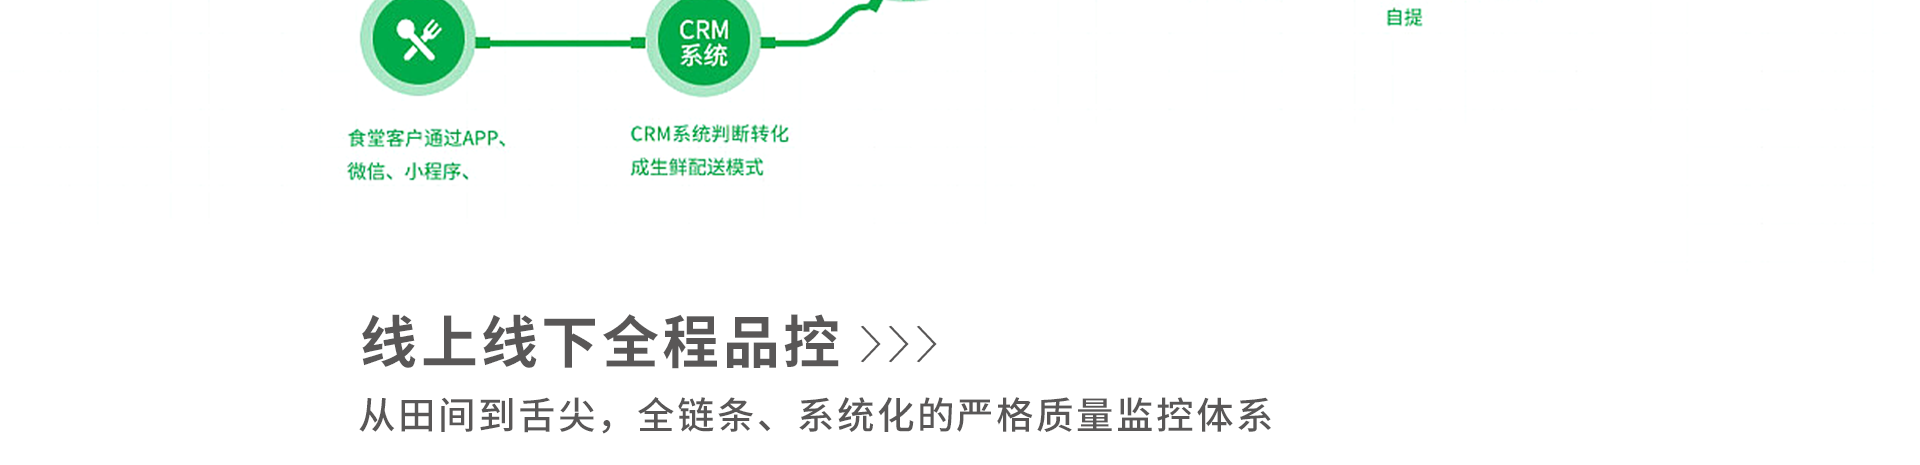 自提
CRM
系统
食堂客户通过APP、
微信、小程序、
CRM系统判断转化
成生鲜配送模式
线上线下全程品控
从田间到舌尖，全链条、系统化的严格质量监控体系